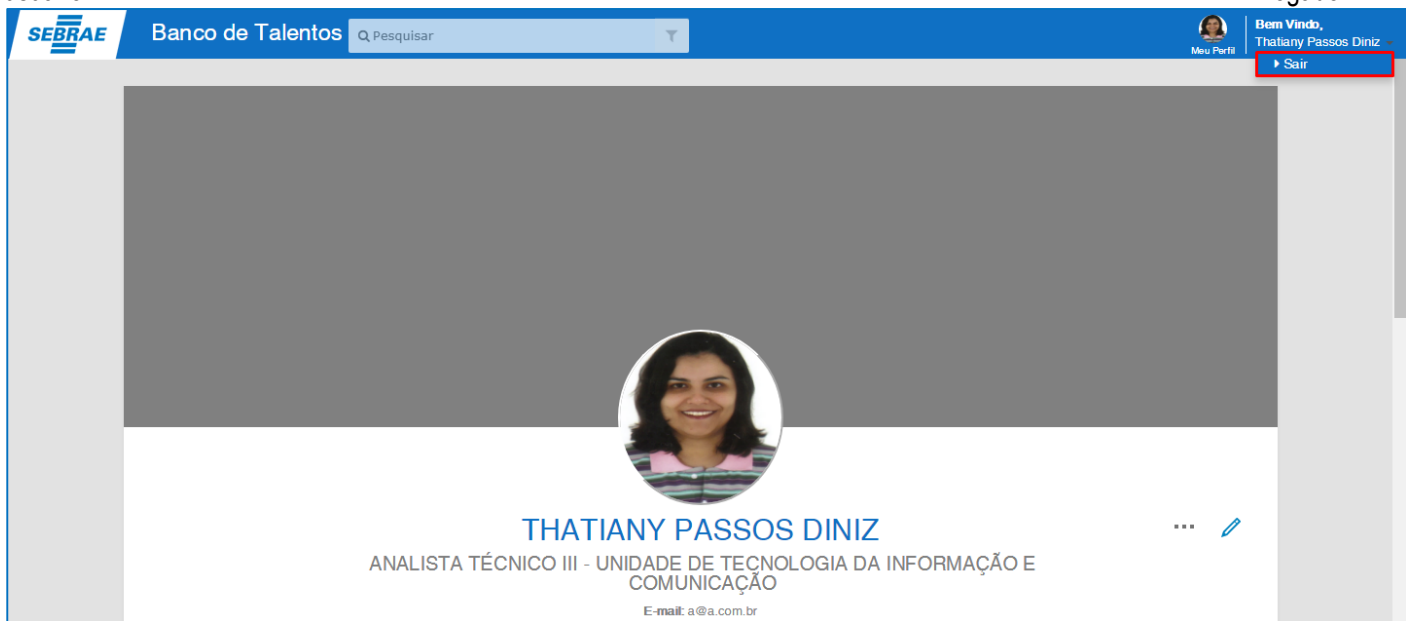 SEBRAE
Banco de Talentos
Pesquisar
Meu Perfil
Bem Vindo,
Thatiany Passos Diniz
Sair
THATIANY PASSOS DINIZ
ANALISTA TÉCNICO III - UNIDADE DE TECNOLOGIA DA INFORMAÇÃO E
COMUNICAÇÃO
E-mail: a@a.com.br